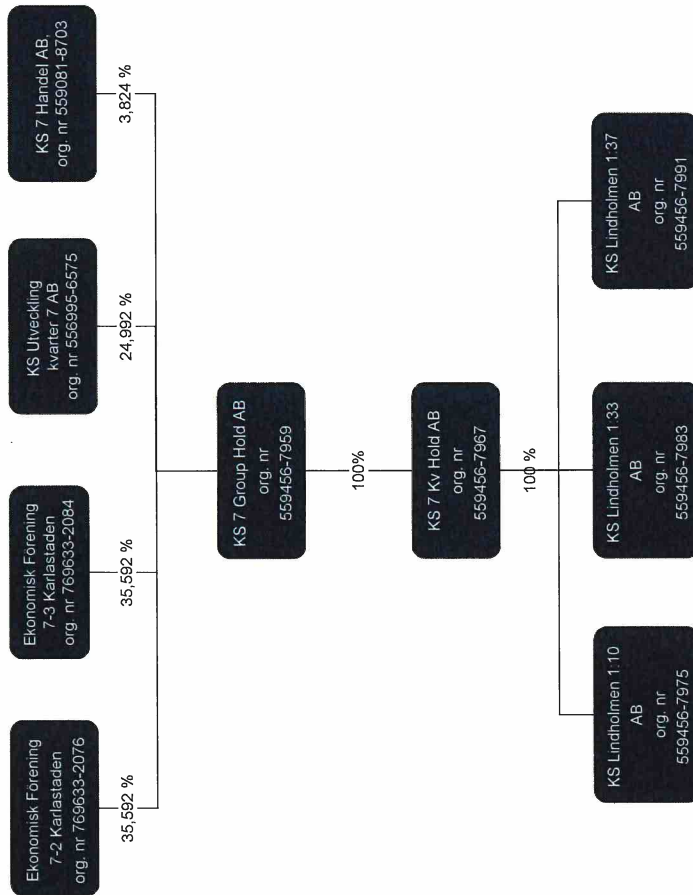 Ekonomisk Förening
7-2 Karlastaden
org. nr 769633-2076
Ekonomisk Förening
7-3 Karlastaden
org. nr 769633-2084
KS Utveckling
kvarter 7 AB
org. nr 556995-6575
KS 7 Handel AB,
org. nr 559081-8703
35,592 %
35,592 %
24,992 %
3,824 %
KS 7 Group Hold AB
org. nr
559456-7959
100%
KS 7 Kv Hold AB
org. nr
559456-7967
100 %
KS Lindholmen 1:10
AB
org. nr
559456-7975
KS Lindholmen 1:33
AB
org. nr
559456-7983
KS Lindholmen 1:37
AB
org. nr
559456-7991